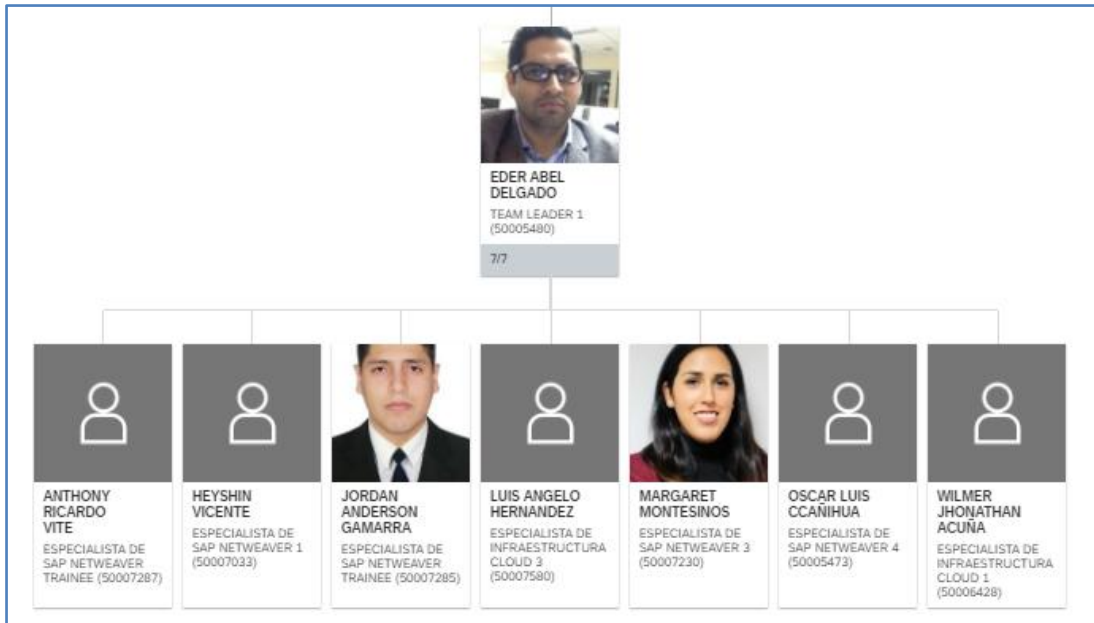 EDER ABEL
DELGADO
TEAM LEADER 1
(50005480)
7/7
ANTHONY
RICARDO
VITE
ESPECIALISTA DE
SAP NETWEAVER
TRAINEE (50007287)
HEYSHIN
VICENTE
ESPECIALISTA DE
SAP NETWEAVER 1
(50007033)
JORDAN
ANDERSON
GAMARRA
ESPECIALISTA DE
SAP NETWEAVER
TRAINEE (50007285)
LUIS ANGELO
HERNANDEZ
ESPECIALISTA DE
INFRAESTRUCTURA
CLOUD 3
(50007580)
MARGARET
MONTESINOS
ESPECIALISTA DE
SAP NETWEAVER 3
(50007230)
OSCAR LUIS
CCAÑIHUA
ESPECIALISTA DE
SAP NETWEAVER 4
(50005473)
WILMER
JHONATHAN
ACUÑA
ESPECIALISTA DE
INFRAESTRUCTURA
CLOUD 1
(50006428)